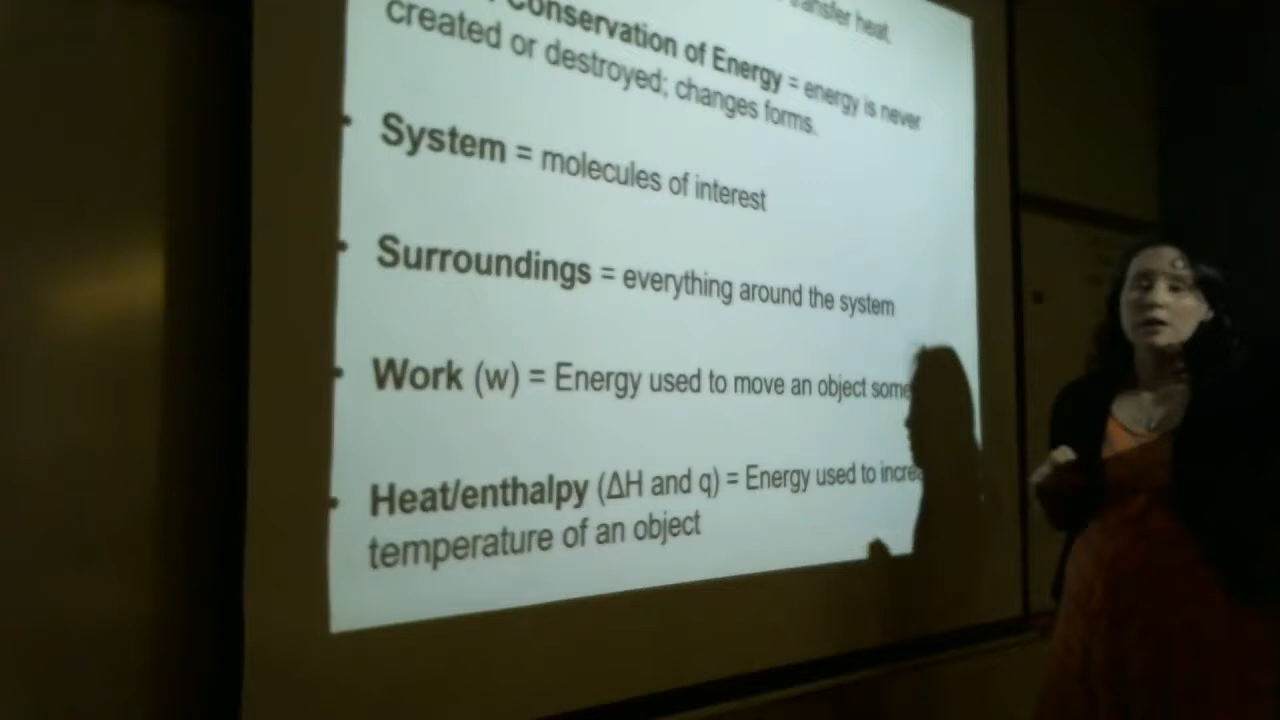 heat.
Conservation of Energy = energy is never
created or destroyed; changes forms.
• System = molecules of interest
• Surroundings = everything around the system
• Work (w) = Energy used to move an object some
• Heat/enthalpy (ΔH and q) = Energy used to increa
temperature of an object